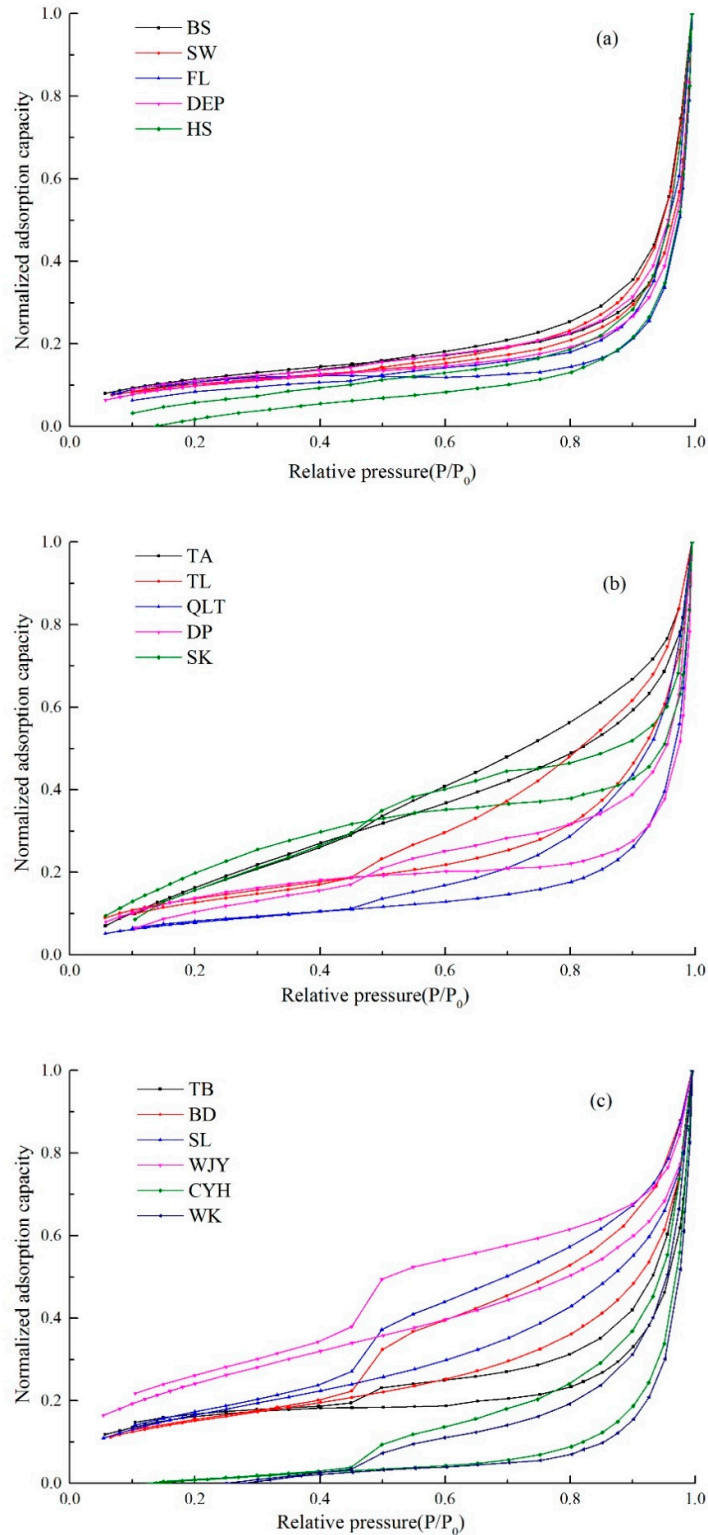 1.0
(a)
BS
SW
FL
DEP
HS
0.8
0.6
0.4
0.2
0.0
Normalized adsorption capacity
0.0 0.2 0.4 0.6 0.8 1.0
Relative pressure(P/P0)
1.0
(b)
TA
TL
QLT
DP
SK
0.8
0.6
0.4
0.2
0.0
Normalized adsorption capacity
0.0 0.2 0.4 0.6 0.8 1.0
Relative pressure(P/P0)
1.0
(c)
TB
BD
SL
WJY
CYH
WK
0.8
0.6
0.4
0.2
0.0
Normalized adsorption capacity
0.0 0.2 0.4 0.6 0.8 1.0
Relative pressure(P/P0)